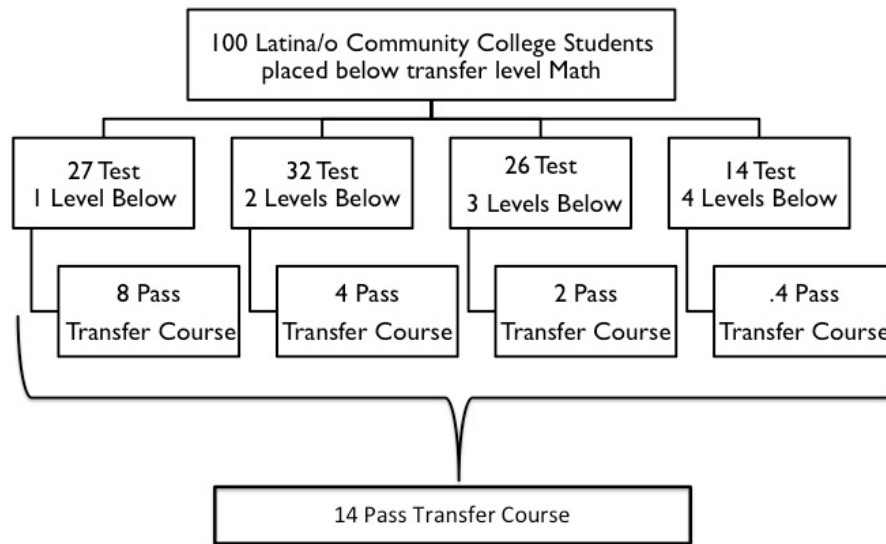 100 Latina/o Community College Students
placed below transfer level Math
27 Test
1 Level Below
32 Test
2 Levels Below
26 Test
3 Levels Below
14 Test
4 Levels Below
8 Pass
Transfer Course
4 Pass
Transfer Course
2 Pass
Transfer Course
.4 Pass
Transfer Course
14 Pass Transfer Course